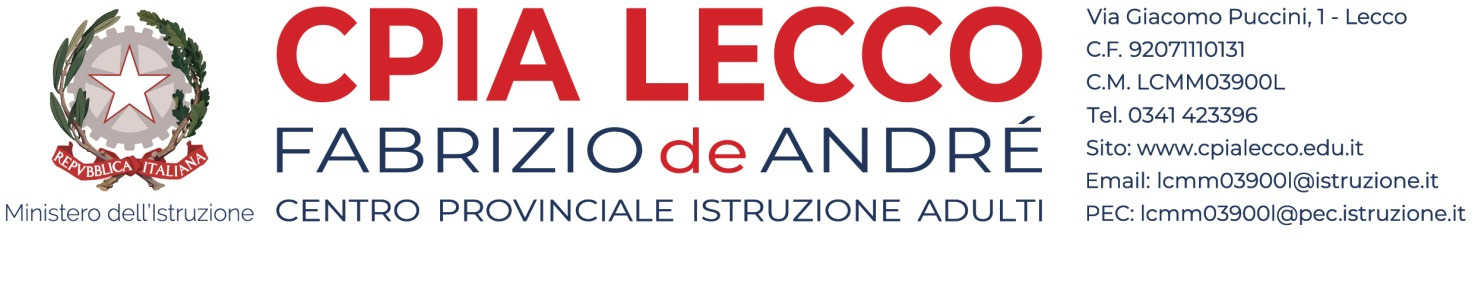 REPVBBLICA ITALIANA
Ministero dell'Istruzione
CPIA LECCO
FABRIZIO de ANDRÉ
CENTRO PROVINCIALE ISTRUZIONE ADULTI
Via Giacomo Puccini, 1 - Lecco
C.F. 92071110131
C.M. LCMM03900L
Tel. 0341 423396
Sito: www.cpialecco.edu.it
Email: lcmm03900l@istruzione.it
PEC: lcmm03900l@pec.istruzione.it